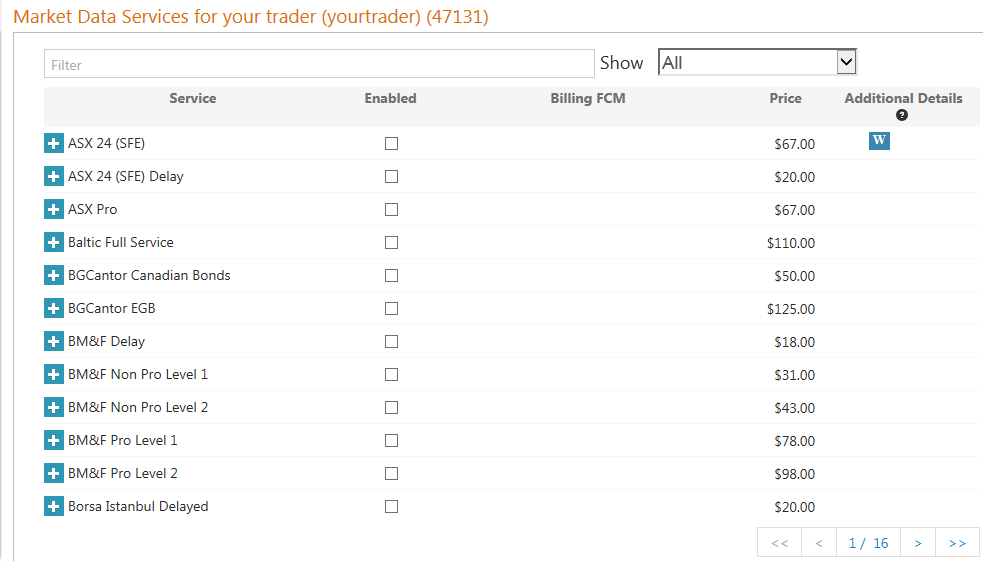 Market Data Services for your trader (yourtrader) (47131)
Filter Show All
Service Enabled Billing FCM Price Additional Details
?
ASX 24 (SFE) $67.00 W
ASX 24 (SFE) Delay $20.00
ASX Pro $67.00
Baltic Full Service $110.00
BGCantor Canadian Bonds $50.00
BGCantor EGB $125.00
BM&F Delay $18.00
BM&F Non Pro Level 1 $31.00
BM&F Non Pro Level 2 $43.00
BM&F Pro Level 1 $78.00
BM&F Pro Level 2 $98.00
Borsa Istanbul Delayed $20.00
<< < 1 / 16 > >>